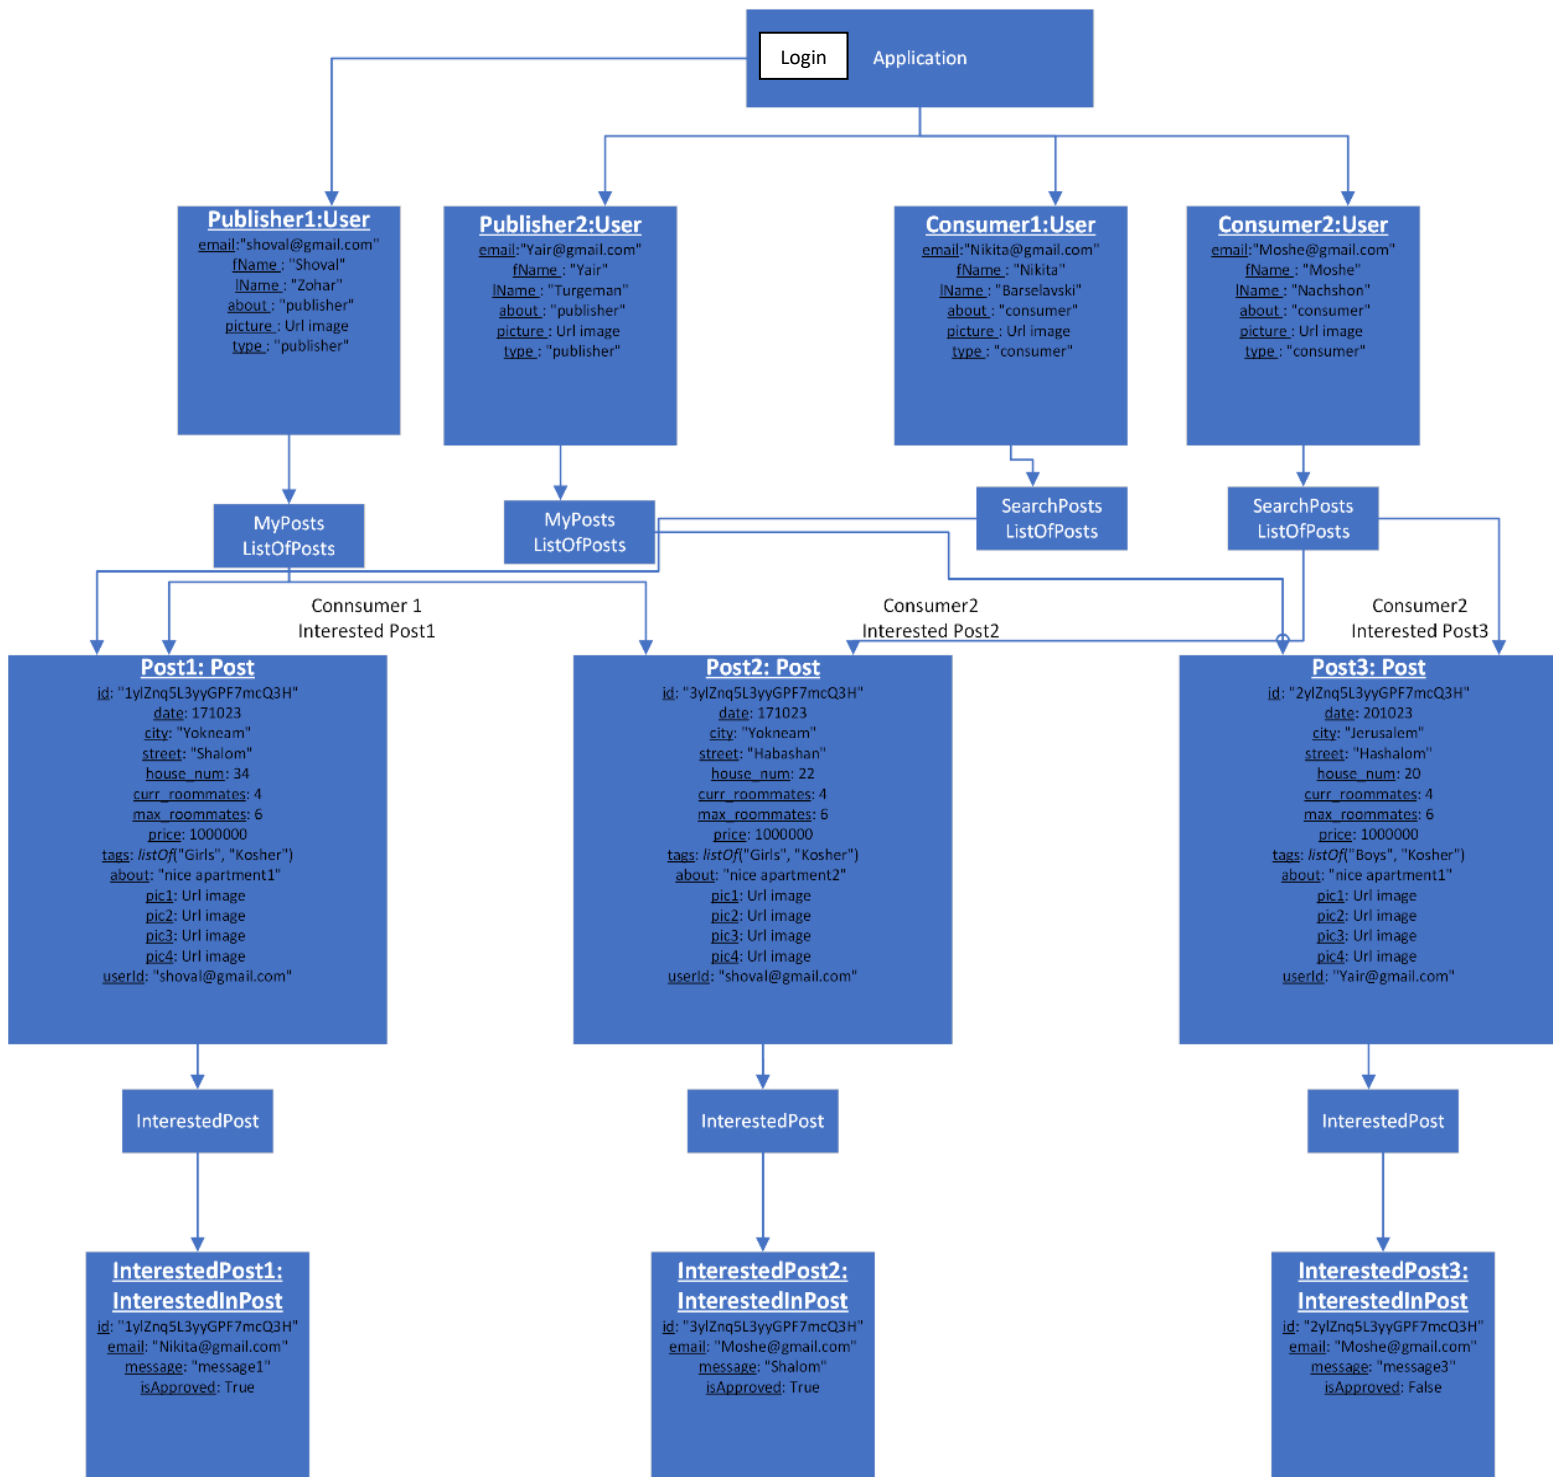 Login
Application
Publisher1:User
email:"shoval@gmail.com"
fName : "Shoval"
lName : "Zohar"
about : "publisher"
picture : Url image
type : "publisher"
Publisher2:User
email:"Yair@gmail.com"
fName : "Yair"
lName : "Turgeman"
about : "publisher"
picture : Url image
type : "publisher"
Consumer1:User
email:"Nikita@gmail.com"
fName : "Nikita"
lName : "Barselavski"
about : "consumer"
picture : Url image
type : "consumer"
Consumer2:User
email:"Moshe@gmail.com"
fName : "Moshe"
lName : "Nachshon"
about : "consumer"
picture : Url image
type : "consumer"
MyPosts
ListOfPosts
MyPosts
ListOfPosts
SearchPosts
ListOfPosts
SearchPosts
ListOfPosts
Connsumer 1
Interested Post1
Consumer2
Interested Post2
Consumer2
Interested Post3
Post1: Post
id: "1ylZnq5L3yyGPF7mcQ3H"
date: 171023
city: "Yokneam"
street: "Shalom"
house_num: 34
curr_roommates: 4
max_roommates: 6
price: 1000000
tags: listOf("Girls", "Kosher")
about: "nice apartment1"
pic1: Url image
pic2: Url image
pic3: Url image
pic4: Url image
userId: "shoval@gmail.com"
Post2: Post
id: "3ylZnq5L3yyGPF7mcQ3H"
date: 171023
city: "Yokneam"
street: "Habashan"
house_num: 22
curr_roommates: 4
max_roommates: 6
price: 1000000
tags: listOf("Girls", "Kosher")
about: "nice apartment2"
pic1: Url image
pic2: Url image
pic3: Url image
pic4: Url image
userId: "shoval@gmail.com"
Post3: Post
id: "2ylZnq5L3yyGPF7mcQ3H"
date: 201023
city: "Jerusalem"
street: "Hashalom"
house_num: 20
curr_roommates: 4
max_roommates: 6
price: 1000000
tags: listOf("Boys", "Kosher")
about: "nice apartment1"
pic1: Url image
pic2: Url image
pic3: Url image
pic4: Url image
userId: "Yair@gmail.com"
InterestedPost
InterestedPost
InterestedPost
InterestedPost1:
InterestedInPost
id: "1ylZnq5L3yyGPF7mcQ3H"
email: "Nikita@gmail.com"
message: "message1"
isApproved: True
InterestedPost2:
InterestedInPost
id: "3ylZnq5L3yyGPF7mcQ3H"
email: "Moshe@gmail.com"
message: "Shalom"
isApproved: True
InterestedPost3:
InterestedInPost
id: "2ylZnq5L3yyGPF7mcQ3H"
email: "Moshe@gmail.com"
message: "message3"
isApproved: False